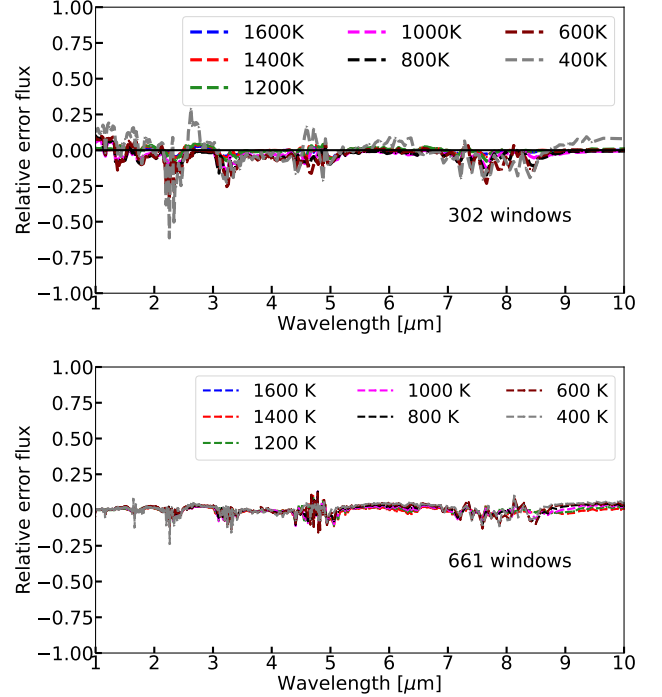 1.00
0.75
0.50
0.25
0.00
−0.25
−0.50
−0.75
−1.00
Relative error flux
1600K 1000K 600K
1400K 800K 400K
1200K
302 windows
1 2 3 4 5 6 7 8 9 10
Wavelength [μm]
1.00
0.75
0.50
0.25
0.00
−0.25
−0.50
−0.75
−1.00
Relative error flux
1600 K 1000 K 600 K
1400 K 800 K 400 K
1200 K
661 windows
1 2 3 4 5 6 7 8 9 10
Wavelength [μm]